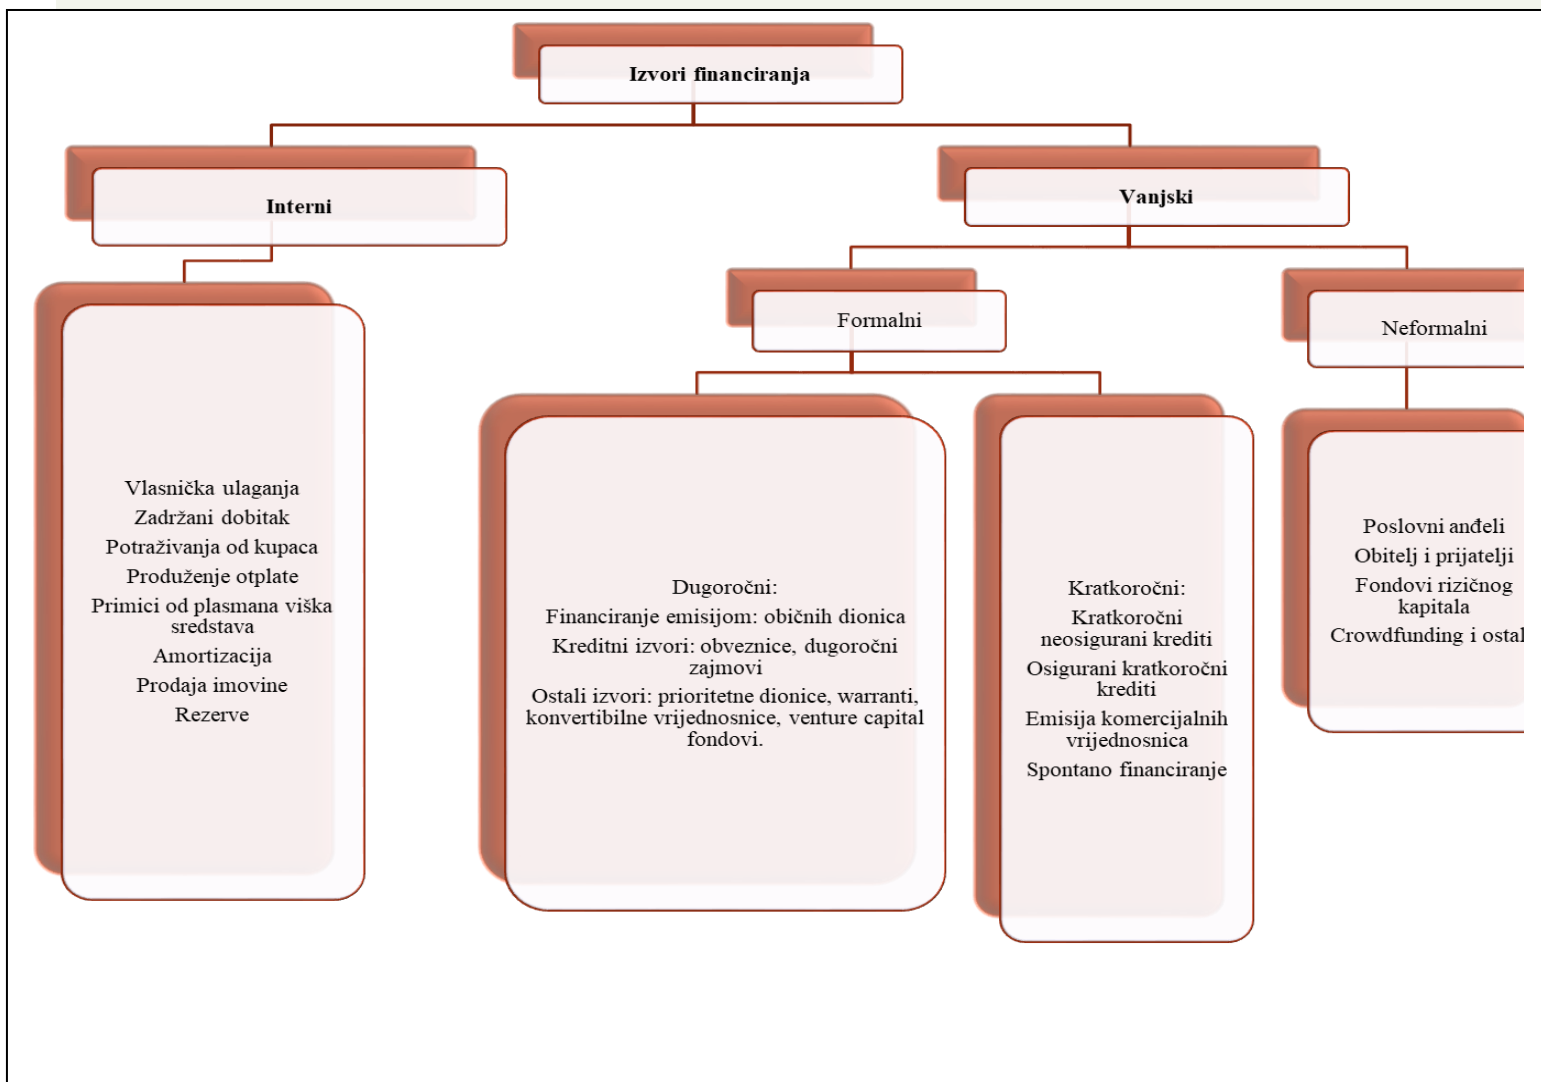 Izvori financiranja
Interni
Vanjski
Formalni
Neformalni
Vlasnička ulaganja
Zadržani dobitak
Potraživanja od kupaca
Produženje otplate
Primici od plasmana viška
sredstava
Amortizacija
Prodaja imovine
Rezerve
Dugoročni:
Financiranje emisijom: običnih dionica
Kreditni izvori: obveznice, dugoročni
zajmovi
Ostali izvori: prioritetne dionice, warranti,
konvertibilne vrijednosnice, venture capital
fondovi.
Kratkoročni:
Kratkoročni
neosigurani krediti
Osigurani kratkoročni
krediti
Emisija komercijalnih
vrijednosnica
Spontano financiranje
Poslovni anđeli
Obitelj i prijatelji
Fondovi rizičnog
kapitala
Crowdfunding i